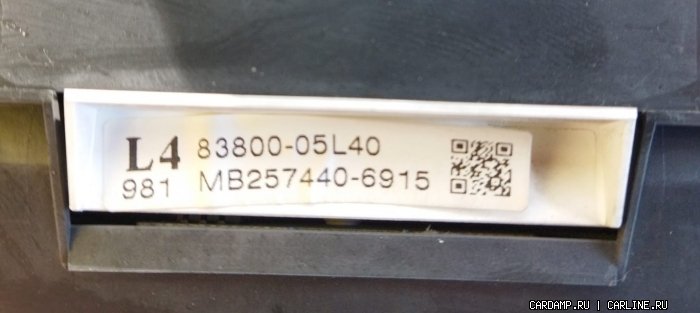 L4 83800-05L40
981 MB257440-6915
CARDAMP.RU | CARLINE.RU